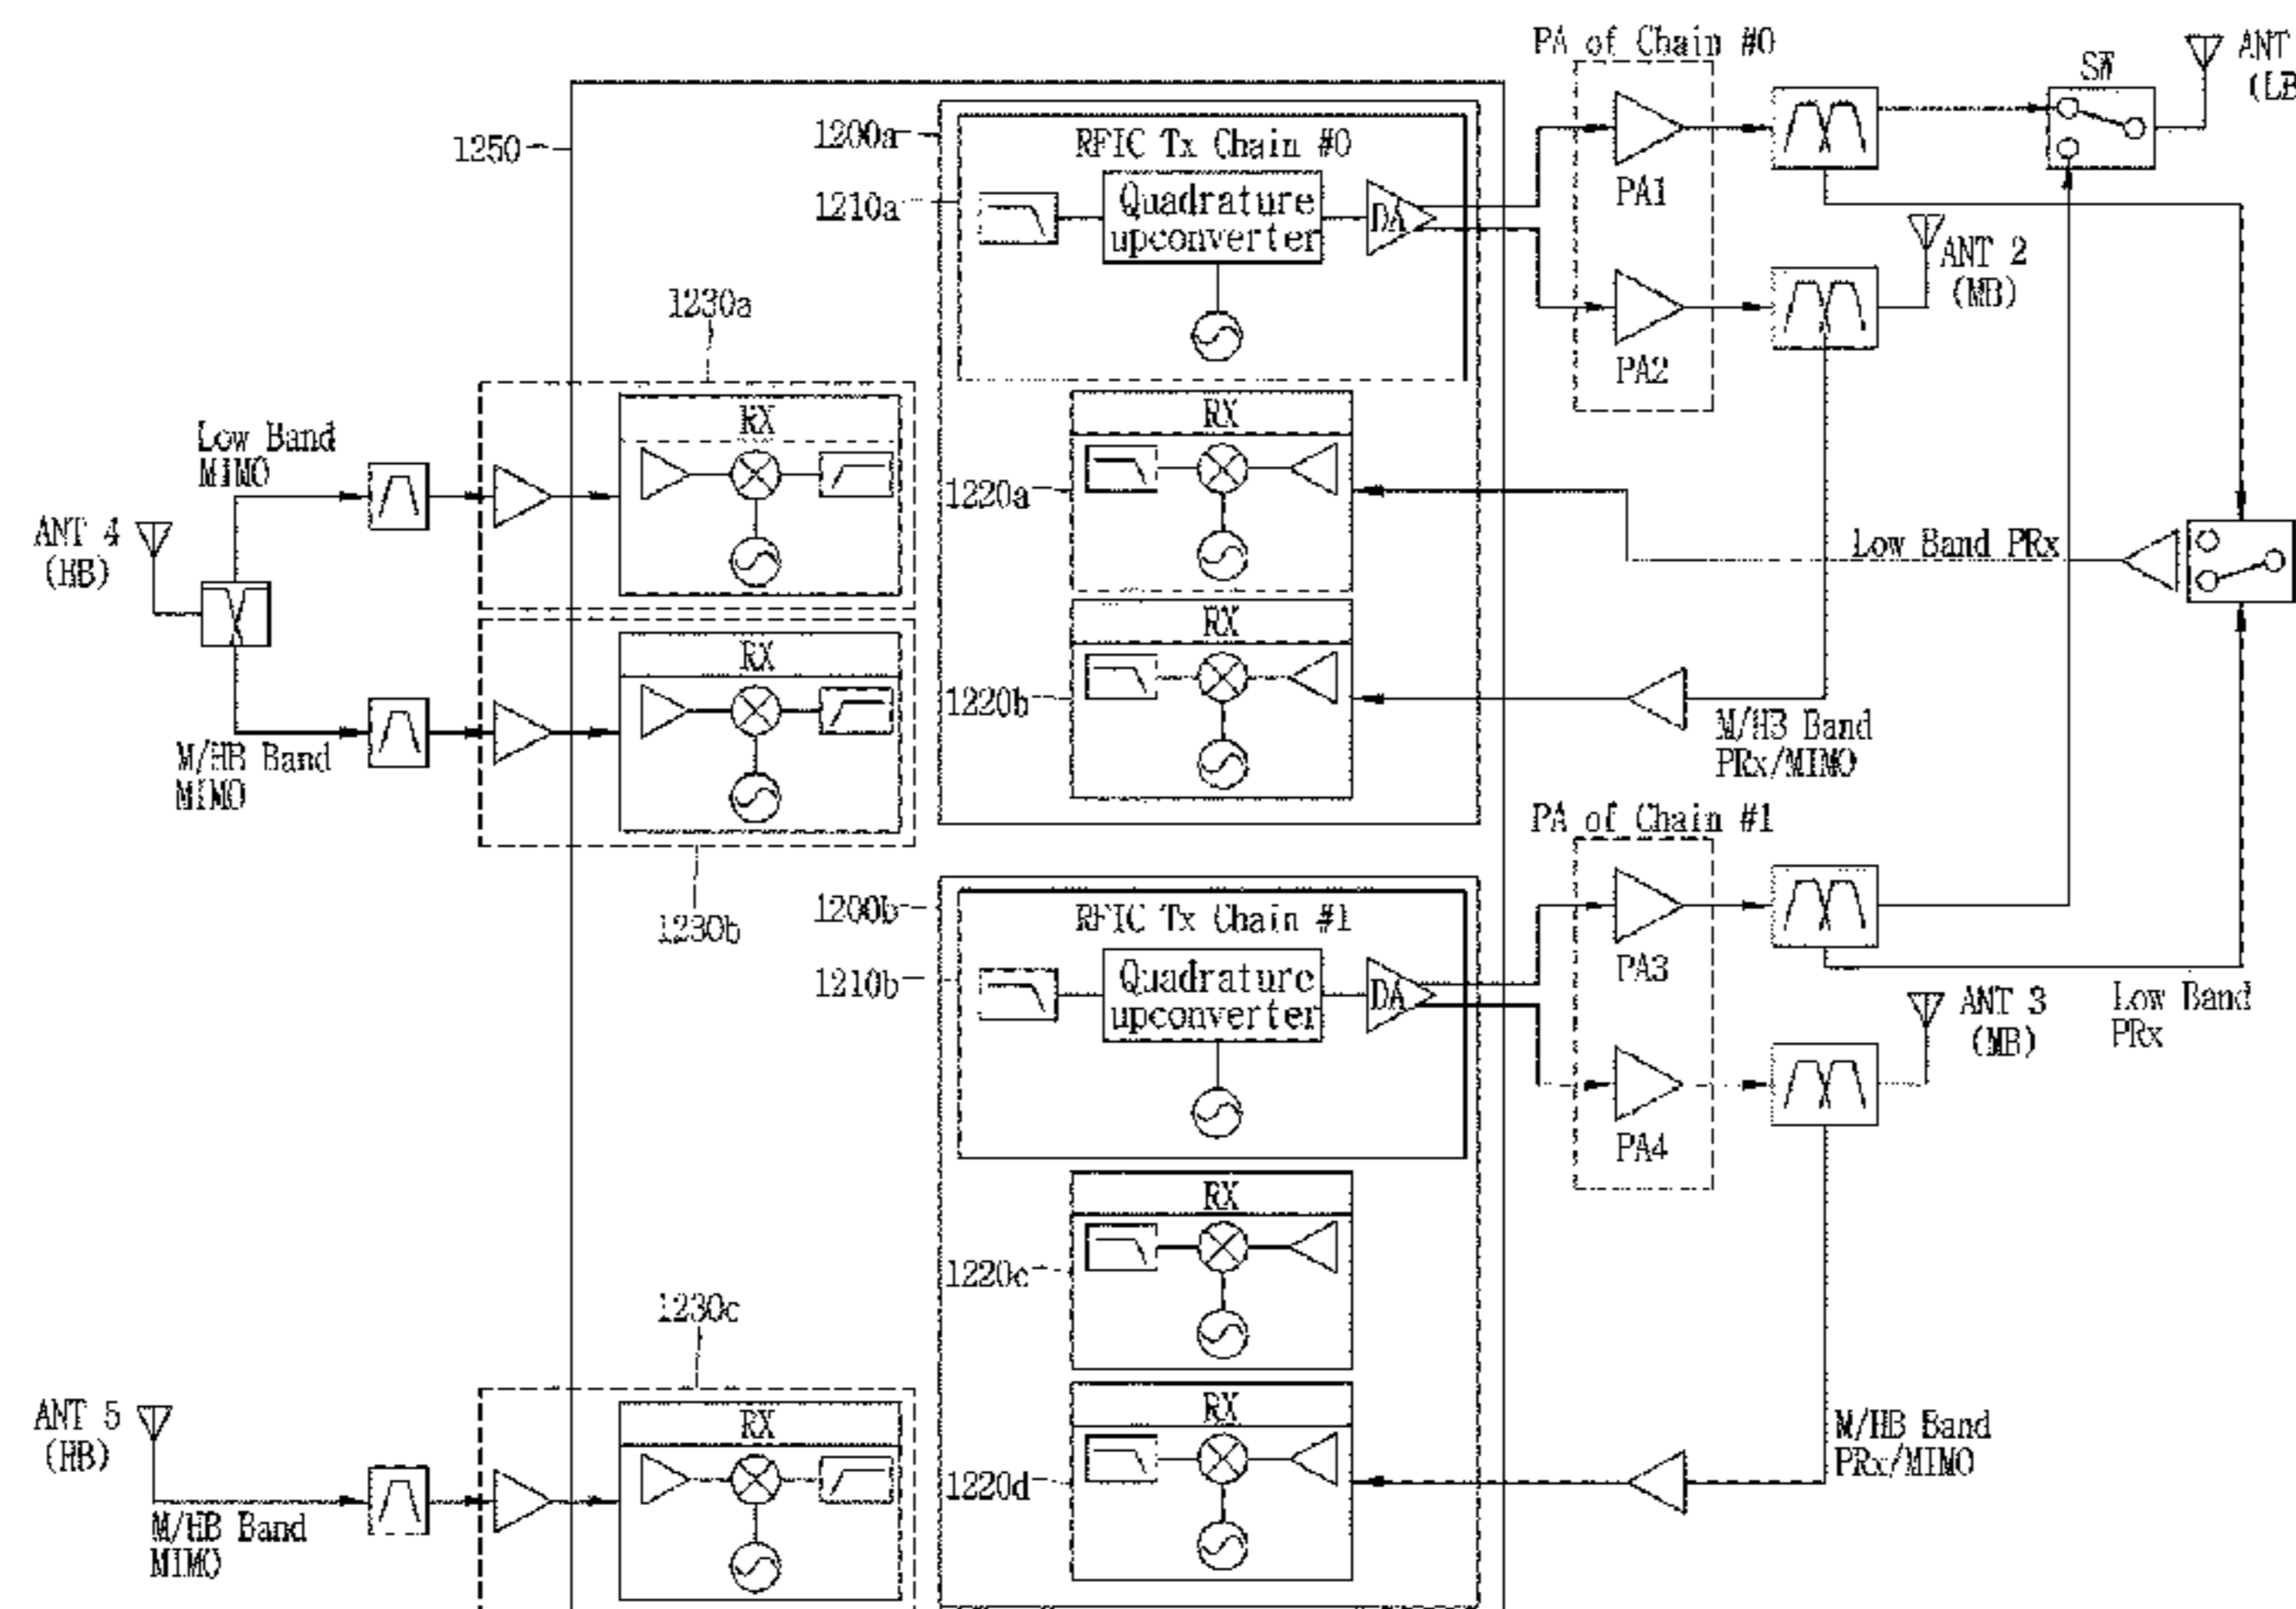 PA of Chain #0
ANT
(LB
SW
1250
1200a
RFIC Tx Chain #0
1210a
Quadrature
upconverter
DA
PA1
ANT 2
(MB)
PA2
1230a
RX
RX
Low Band
MIMO
1220a
ANT 4
(HB)
Low Band PRx
RX
RX
1220b
M/HB Band
MIMO
M/H3 Band
PRx/MIMO
PA of Chain #1
1230b
1200b
RFIC Tx Chain #1
1210b
Quadrature
upconverter
DA
PA3
Low Band
PRx
ANT 3
(MB)
PA4
RX
1220c
1230c
ANT 5
(HB)
RX
RX
1220d
M/HB Band
PRx/MIMO
M/HB Band
MIMO